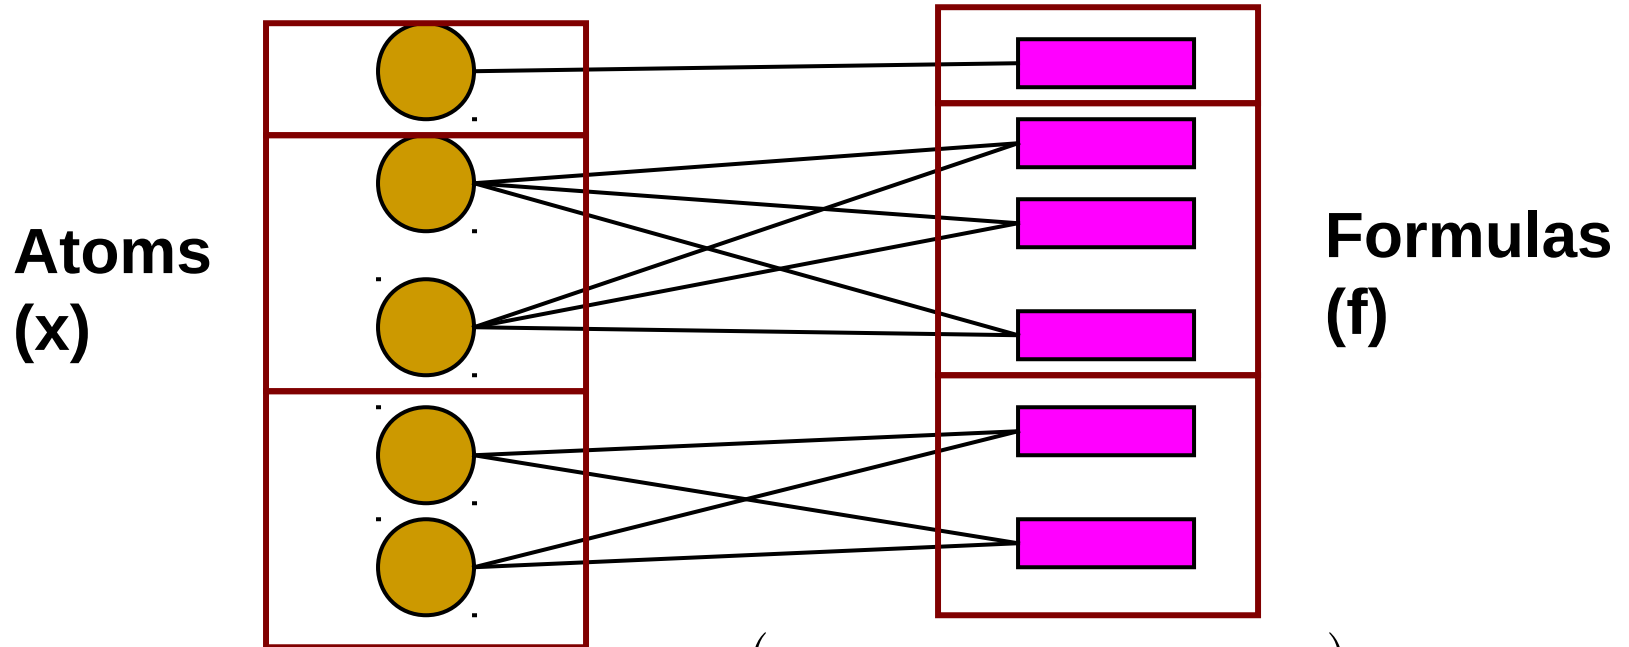 Atoms
(x)
Formulas
(f)
( )